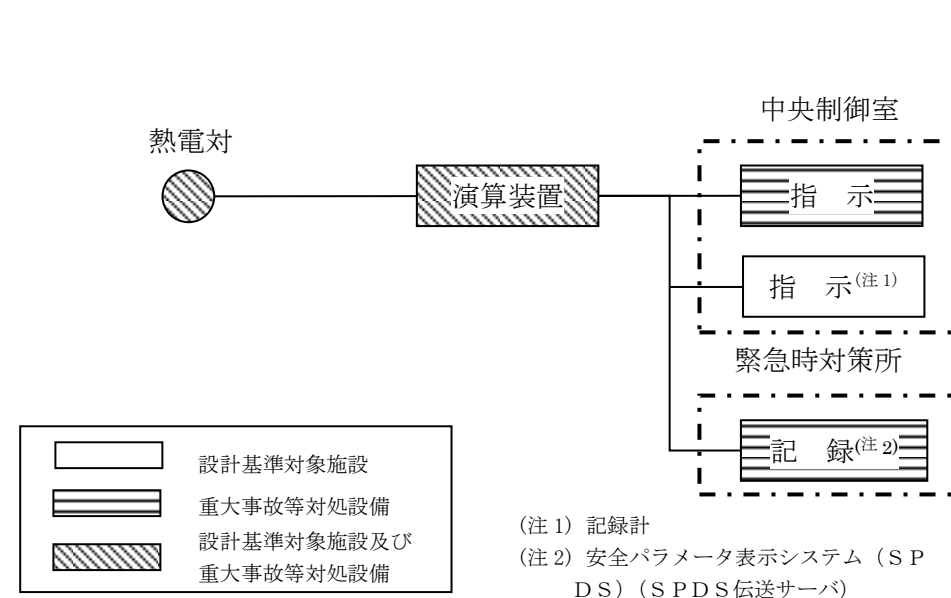 中央制御室
熱電対
演算装置
指　示
指　示(注 1)
緊急時対策所
記　録(注 2)
設計基準対象施設
重大事故等対処設備
設計基準対象施設及び
重大事故等対処設備
(注 1) 記録計
(注 2) 安全パラメータ表示システム（ＳＰ
ＤＳ）（ＳＰＤＳ伝送サーバ）